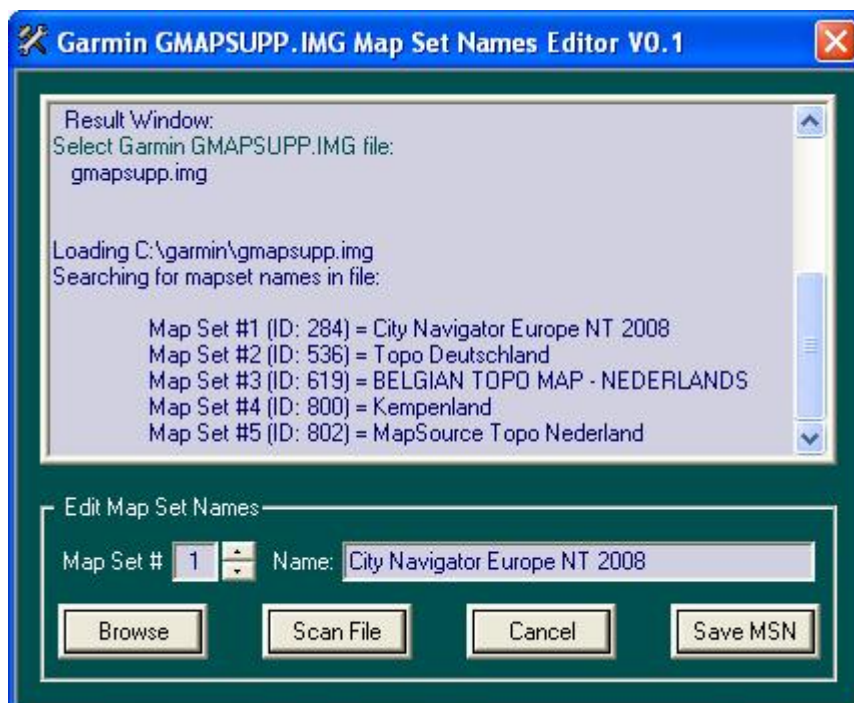 Garmin GMAPSUPP.IMG Map Set Names Editor V0.1
Result Window:
Select Garmin GMAPSUPP.IMG file:
gmapsupp.img
Loading C:\garmin\gmapsupp.img
Searching for mapset names in file:
Map Set #1 (ID: 284) = City Navigator Europe NT 2008
Map Set #2 (ID: 536) = Topo Deutschland
Map Set #3 (ID: 619) = BELGIAN TOPO MAP - NEDERLANDS
Map Set #4 (ID: 800) = Kempenland
Map Set #5 (ID: 802) = MapSource Topo Nederland
Edit Map Set Names
Map Set # 1 Name: City Navigator Europe NT 2008
Browse Scan File Cancel Save MSN